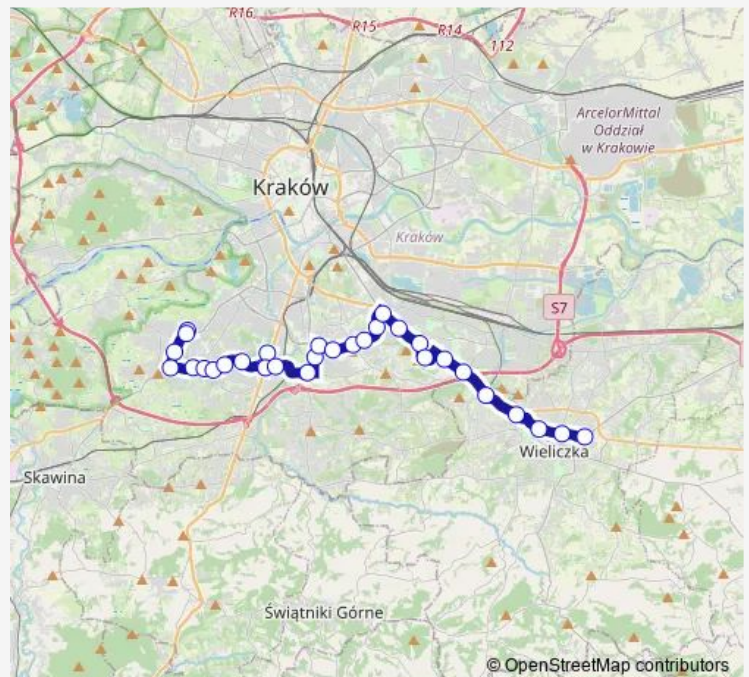 R16
R15
R14
112
ArcelorMittal
Oddział
w Krakowie
Kraków
Kraków
S7
Skawina
Wieliczka
Świątniki Górne
© OpenStreetMap contributors